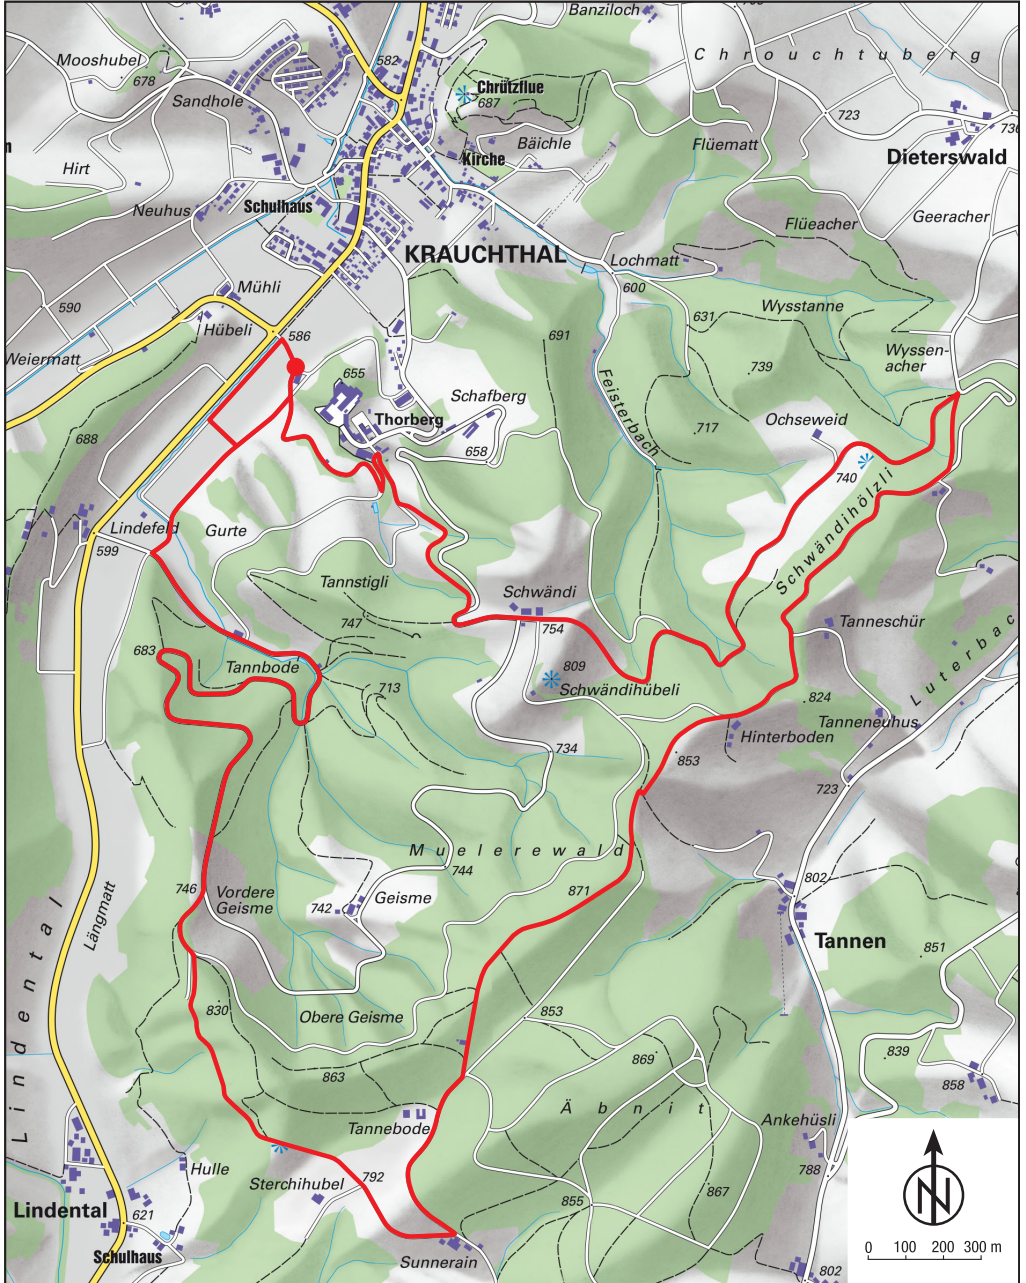 Banziloch
Chrouchtuberg
Mooshubel
678
582
Chrützflue
687
Sandhole
723
736
Hirt
Bäichle
Flüematt
Kirche
Dieterswald
Neuhus
Schulhaus
Flüeacher
Geeracher
KRAUCHTHAL
Lochmatt
600
Mühli
590
Hübeli
586
691
631
Wysstanne
Weiermatt
Wyssen-
acher
655
739
Feisterbach
Schafberg
Thorberg
Ochseweid
688
717
658
740
Schwändihölzli
Lindefeld
Gurte
599
Tannstigli
Schwändi
747
754
Tanneschür
Luterbac
683
Tannbode
809
713
Schwändihübeli
824
Tanneneuhus
Hinterboden
734
853
723
Muelerewald
744
871
746
Vordere
Geisme
742
Geisme
802
Längmatt
Tannen
851
Lindental
830
Obere Geisme
853
869
839
863
858
Äbnit
Tannebode
Ankehüsli
788
Hulle
792
Sterchihubel
855
867
Lindental
621
Schulhaus
Sunnerain
802
N
0 100 200 300 m